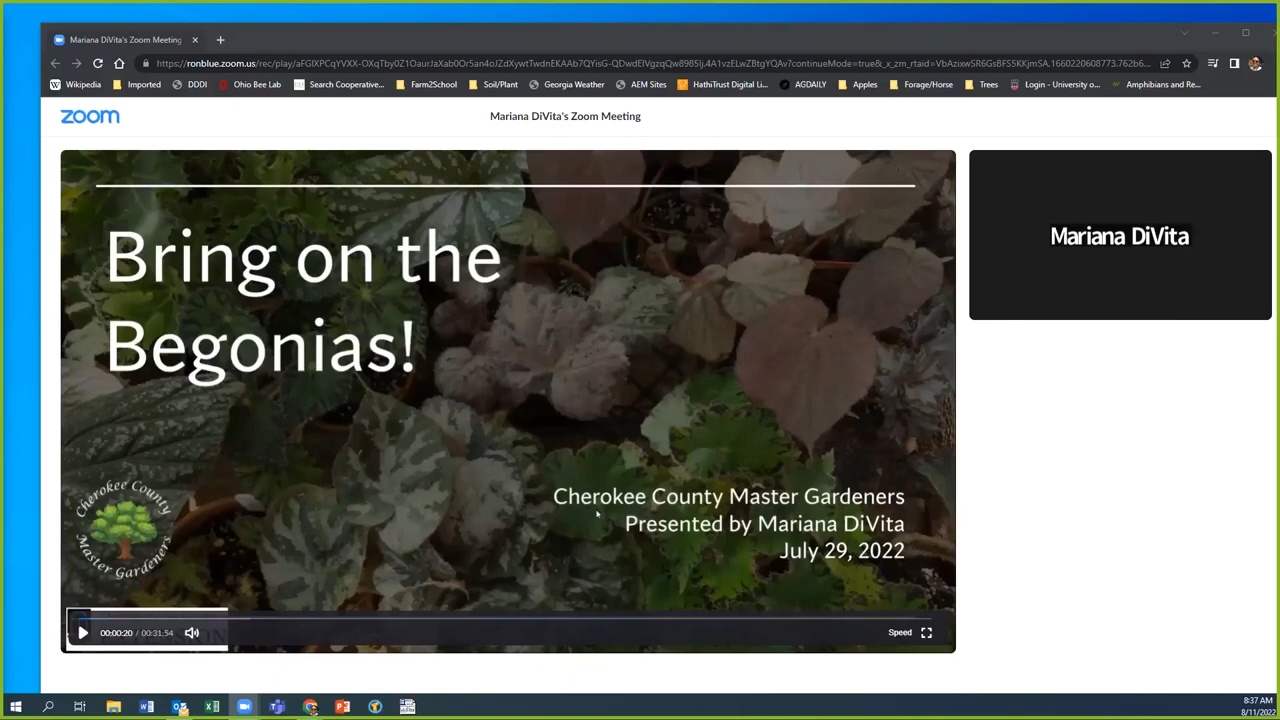 Mariana DiVita's Zoom Meeting
Wikipedia Imported DDDI Ohio Bee Lab Search Cooperative... Farm2School Soil/Plant Georgia Weather AEM Sites HathiTrust Digital Li... AGDAILY Apples Forage/Horse Trees Login - University o... Amphibians and Re...
zoom
Mariana DiVita's Zoom Meeting
Bring on the
Begonias!
Mariana DiVita
Cherokee County
Master Gardeners
Cherokee County Master Gardeners
Presented by Mariana DiVita
July 29, 2022
00:00:20 / 00:31:54
Speed
8:37 AM
8/11/2022